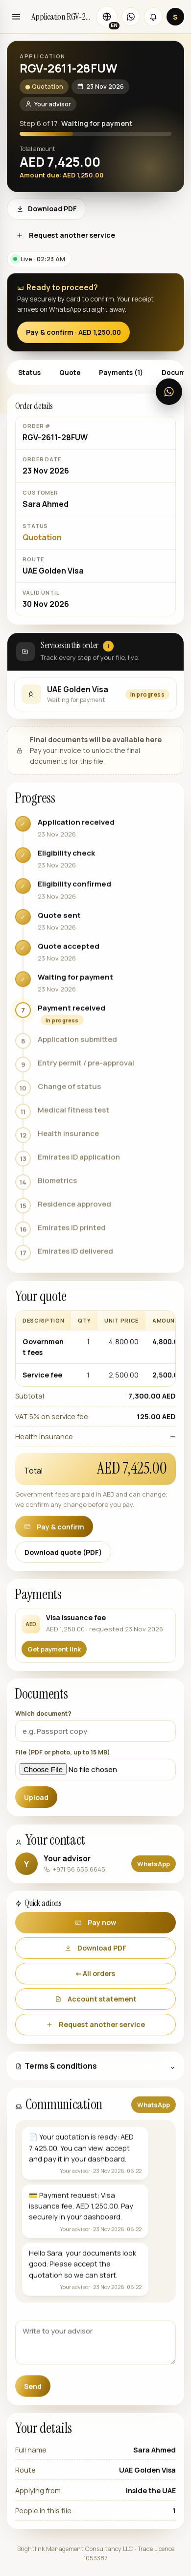 Application RGV-2...
EN
S
APPLICATION
RGV-2611-28FUW
Quotation
23 Nov 2026
Your advisor
Step 6 of 17· Waiting for payment
Total amount
AED 7,425.00
Amount due: AED 1,250.00
Download PDF
+ Request another service
Live · 02:23 AM
Ready to proceed?
Pay securely by card to confirm. Your receipt
arrives on WhatsApp straight away.
Pay & confirm · AED 1,250.00
Status Quote Payments (1) Docum
Order details
ORDER #
RGV-2611-28FUW
ORDER DATE
23 Nov 2026
CUSTOMER
Sara Ahmed
STATUS
Quotation
ROUTE
UAE Golden Visa
VALID UNTIL
30 Nov 2026
Services in this order 1
Track every step of your file, live.
UAE Golden Visa
Waiting for payment
In progress
Final documents will be available here
Pay your invoice to unlock the final
documents for this file.
Progress
✓ Application received
23 Nov 2026
✓ Eligibility check
23 Nov 2026
✓ Eligibility confirmed
23 Nov 2026
✓ Quote sent
23 Nov 2026
✓ Quote accepted
23 Nov 2026
✓ Waiting for payment
23 Nov 2026
7 Payment received
In progress
8 Application submitted
9 Entry permit / pre-approval
10 Change of status
11 Medical fitness test
12 Health insurance
13 Emirates ID application
14 Biometrics
15 Residence approved
16 Emirates ID printed
17 Emirates ID delivered
Your quote
DESCRIPTION QTY UNIT PRICE AMOUN
Governmen 1 4,800.00 4,800.0
t fees
Service fee 1 2,500.00 2,500.0
Subtotal 7,300.00 AED
VAT 5% on service fee 125.00 AED
Health insurance —
Total AED 7,425.00
Government fees are paid in AED and can change;
we confirm any change before you pay.
Pay & confirm
Download quote (PDF)
Payments
AED
Visa issuance fee
AED 1,250.00 · requested 23 Nov 2026
Get payment link
Documents
Which document?
e.g. Passport copy
File (PDF or photo, up to 15 MB)
Choose File No file chosen
Upload
Your contact
Y
Your advisor
+971 56 655 6645
WhatsApp
Quick actions
Pay now
Download PDF
← All orders
Account statement
+ Request another service
Terms & conditions
Communication
WhatsApp
📄 Your quotation is ready: AED
7,425.00. You can view, accept
and pay it in your dashboard.
Your advisor · 23 Nov 2026, 06:22
💳 Payment request: Visa
issuance fee, AED 1,250.00. Pay
securely in your dashboard.
Your advisor · 23 Nov 2026, 06:22
Hello Sara, your documents look
good. Please accept the
quotation so we can start.
Your advisor · 23 Nov 2026, 06:22
Write to your advisor
Send
Your details
Full name Sara Ahmed
Route UAE Golden Visa
Applying from Inside the UAE
People in this file 1
Brightlink Management Consultancy LLC · Trade Licence
1053387